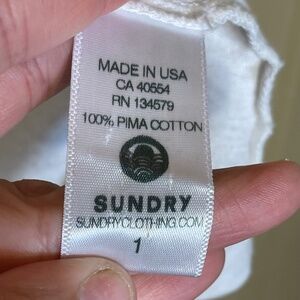 MADE IN USA
CA 40554
RN 134579
100% PIMA COTTON
SUNDRY
SUNDRYCLOTHING.COM
1